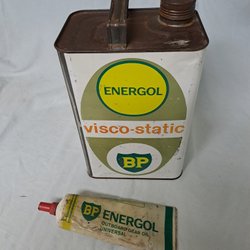 ENERGOL
visco-static
BP
BP ENERGOL
OUTBOARD GEAR OIL
UNIVERSAL